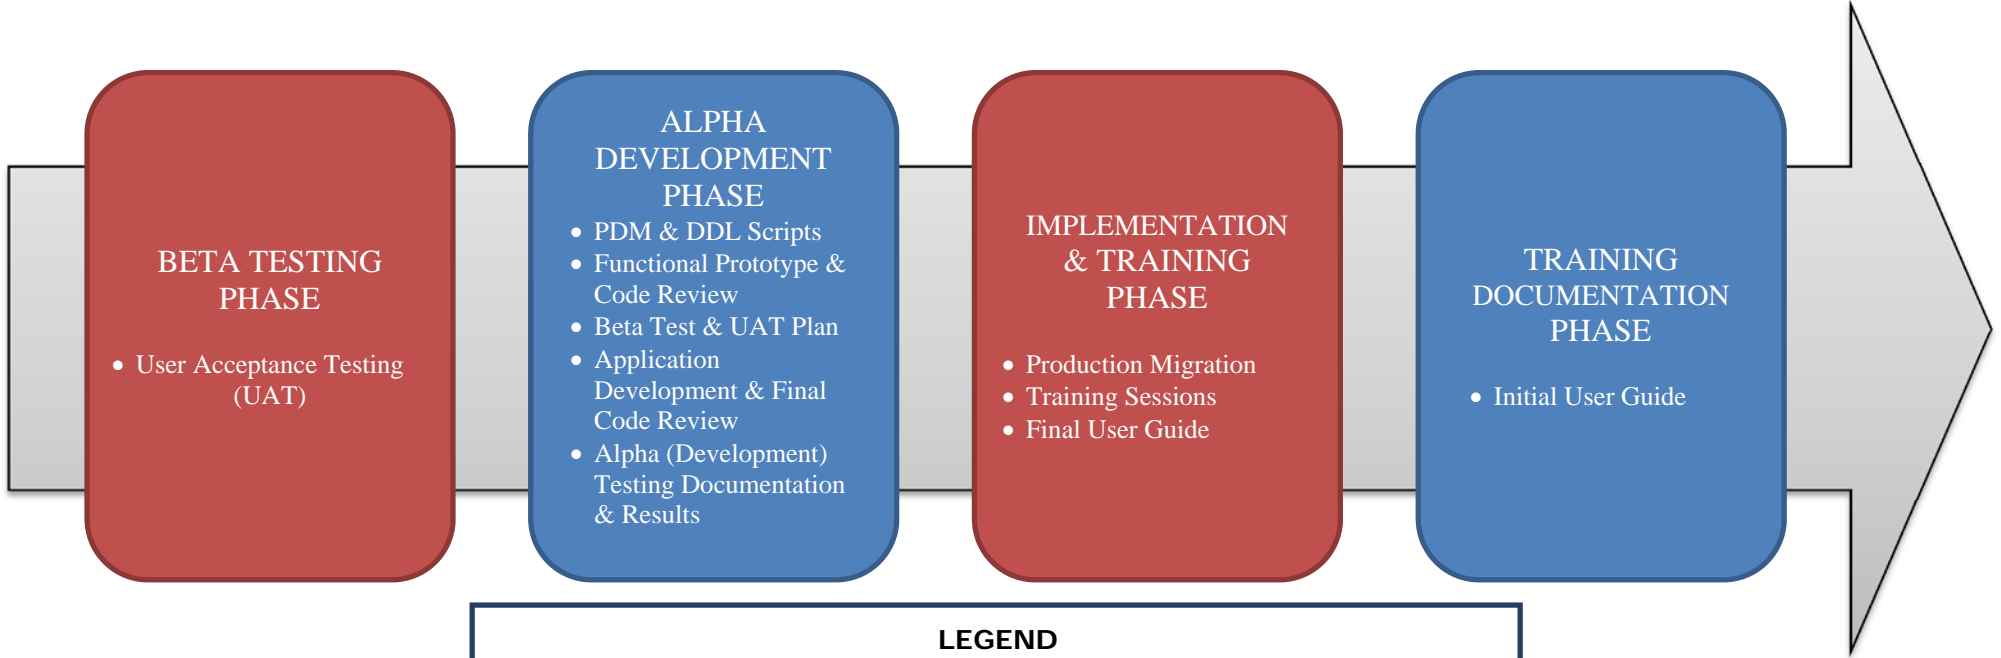 BETA TESTING
PHASE
• User Acceptance Testing
(UAT)
ALPHA
DEVELOPMENT
PHASE
• PDM & DDL Scripts
• Functional Prototype &
Code Review
• Beta Test & UAT Plan
• Application
Development & Final
Code Review
• Alpha (Development)
Testing Documentation
& Results
IMPLEMENTATION
& TRAINING
PHASE
• Production Migration
• Training Sessions
• Final User Guide
TRAINING
DOCUMENTATION
PHASE
• Initial User Guide
LEGEND